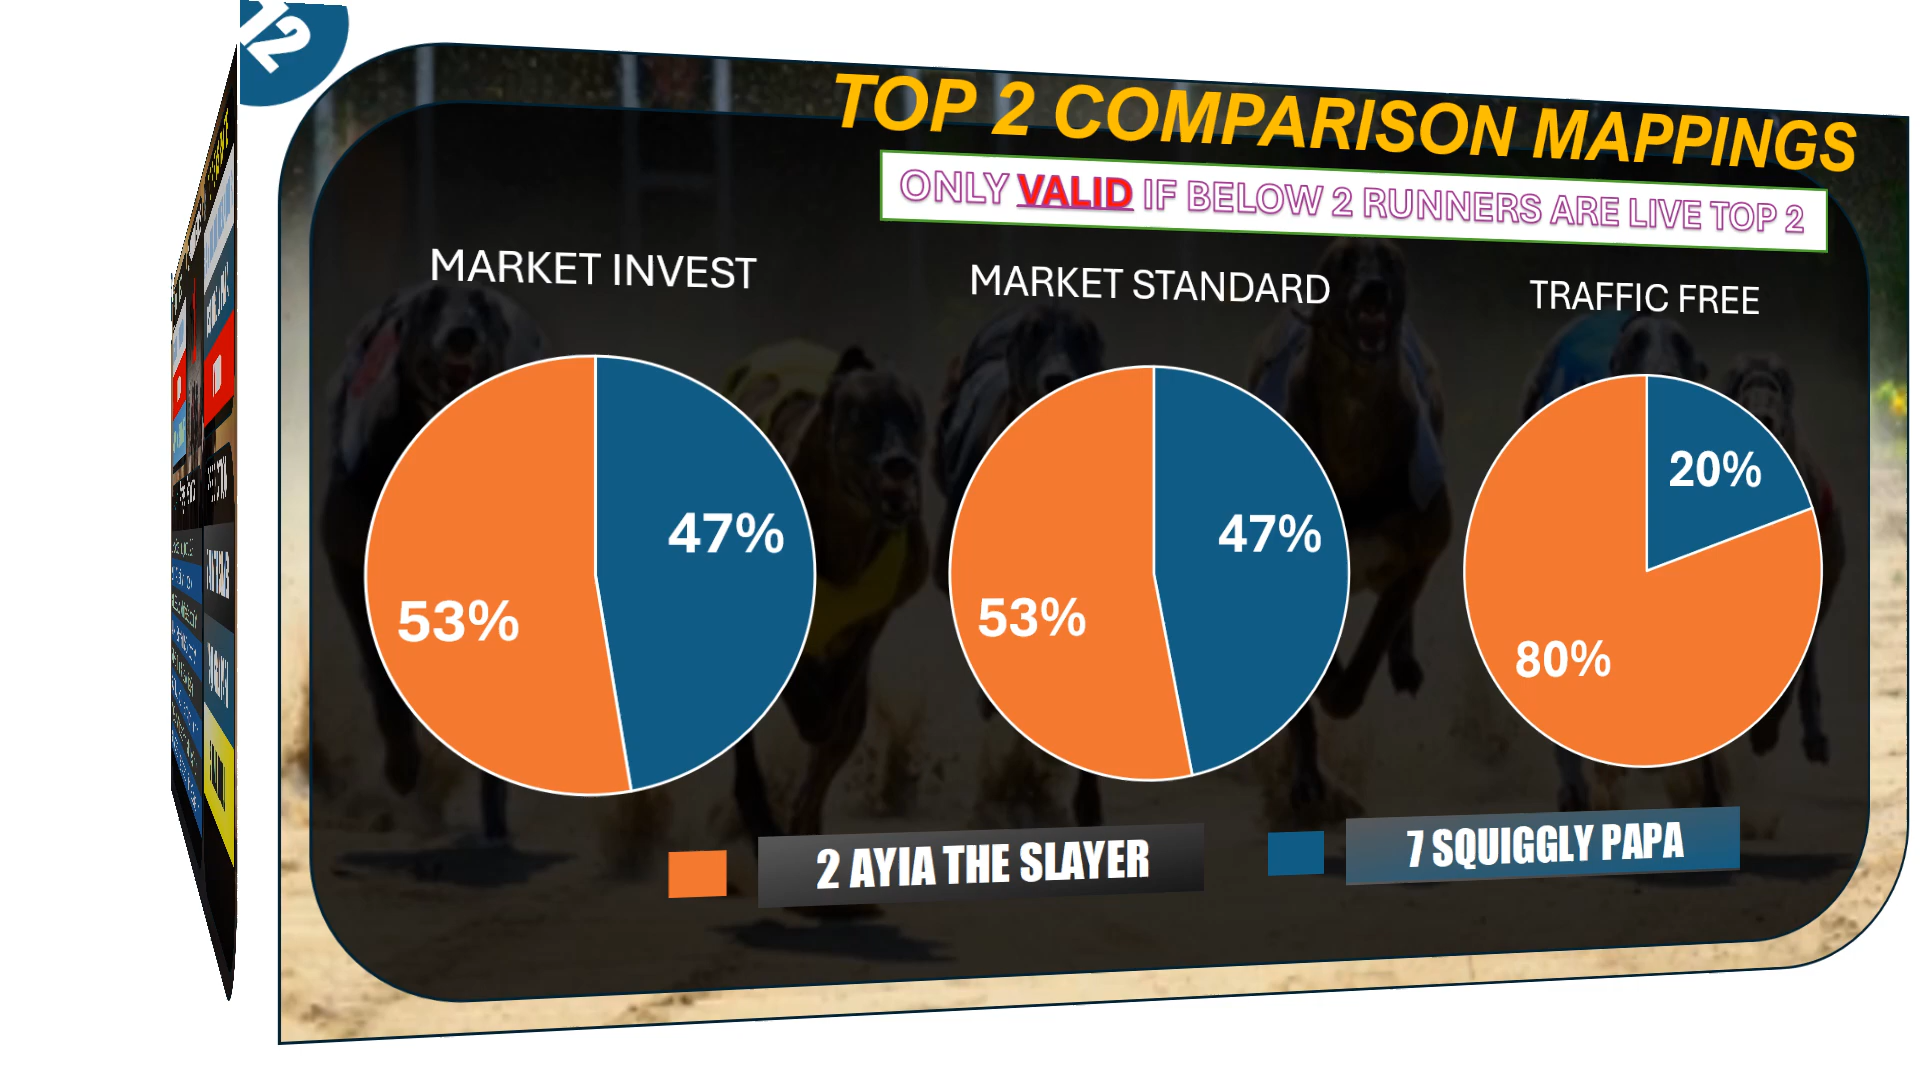 12
TOP 2 COMPARISON MAPPINGS
ONLY VALID IF BELOW 2 RUNNERS ARE LIVE TOP 2
MARKET INVEST
MARKET STANDARD
TRAFFIC FREE
47%
53%
47%
53%
20%
80%
2 AYIA THE SLAYER
7 SQUIGGLY PAPA